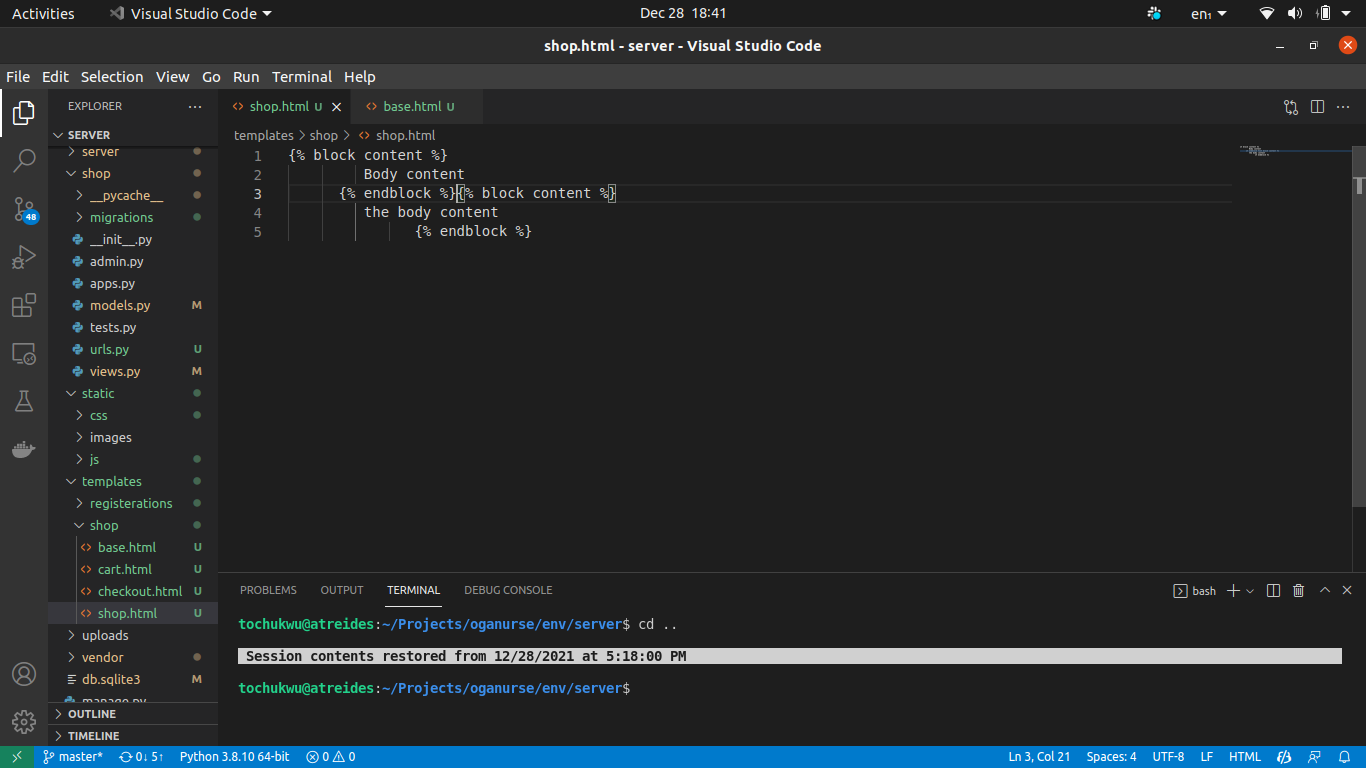 Activities Visual Studio Code Dec 28 18:41 en₁
shop.html - server - Visual Studio Code
File Edit Selection View Go Run Terminal Help
EXPLORER
SERVER
server
shop
__pycache__
migrations
__init__.py
admin.py
apps.py
models.py M
tests.py
urls.py U
views.py M
static
css
images
js
templates
registerations
shop
base.html U
cart.html U
checkout.html U
shop.html U
uploads
vendor
db.sqlite3 M
manage.py
OUTLINE
TIMELINE
48
shop.html U base.html U
templates > shop > shop.html
1 {% block content %}
2 Body content
3 {% endblock %}{% block content %}
4 the body content
5 {% endblock %}
PROBLEMS OUTPUT TERMINAL DEBUG CONSOLE bash
tochukwu@atreides:~/Projects/oganurse/env/server$ cd ..
Session contents restored from 12/28/2021 at 5:18:00 PM
tochukwu@atreides:~/Projects/oganurse/env/server$
master* 0↓ 5↑ Python 3.8.10 64-bit 0 0 Ln 3, Col 21 Spaces: 4 UTF-8 LF HTML